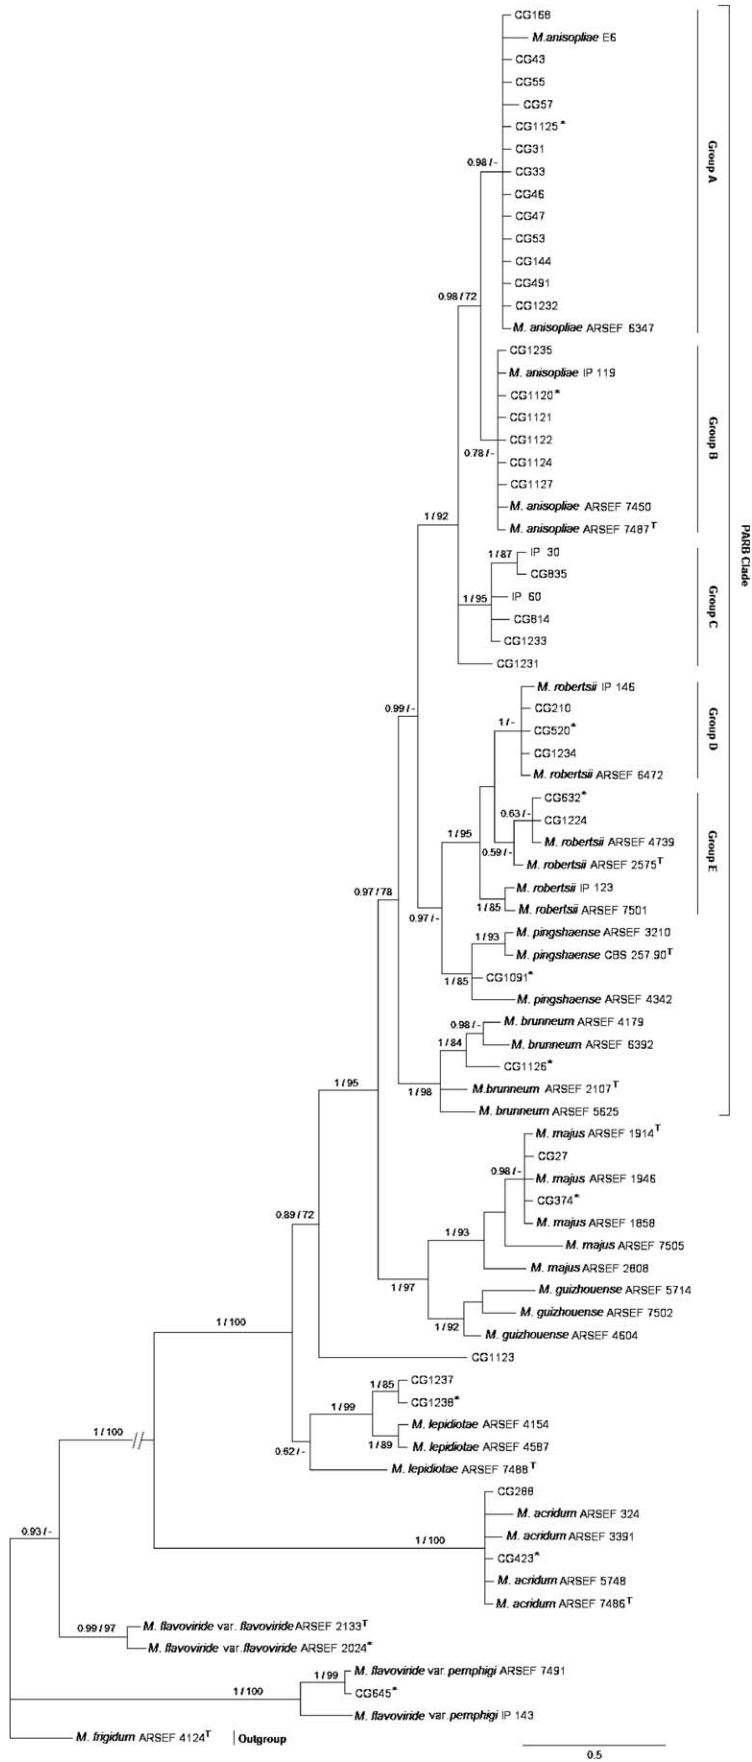 CG168
M.anisopliae E6
CG43
CG55
CG57
CG1125*
CG31
0.98/-
CG33
CG46
CG47
CG53
CG144
CG491
0.98/72
CG1232
M. anisopliae ARSEF 6347
Group A
CG1235
M. anisopliae IP 119
CG1120*
CG1121
CG1122
0.78/-
CG1124
CG1127
M. anisopliae ARSEF 7450
M. anisopliae ARSEF 7487T
Group B
PARB Clade
1/92
1/87
IP 30
CG835
1/95
IP 60
CG814
CG1233
CG1231
Group C
M. robertsii IP 146
0.99/-
CG210
1/-
CG520*
CG1234
M. robertsii ARSEF 6472
Group D
CG632*
0.63/-
CG1224
1/95
M. robertsii ARSEF 4739
0.59/-
M. robertsii ARSEF 2575T
0.97/78
M. robertsii IP 123
1/85
M. robertsii ARSEF 7501
Group E
0.97/-
M. pingshaense ARSEF 3210
1/93
M. pingshaense CBS 257.90T
CG1091*
1/85
M. pingshaense ARSEF 4342
M. brunneum ARSEF 4179
0.98/-
M. brunneum ARSEF 6392
1/84
CG1126*
1/95
1/98
M.brunneum ARSEF 2107T
M. brunneum ARSEF 5625
M. majus ARSEF 1914T
CG27
0.98/-
M. majus ARSEF 1946
CG374*
0.89/72
M. majus ARSEF 1858
1/93
M. majus ARSEF 7505
M. majus ARSEF 2808
1/97
M. guizhouense ARSEF 5714
M. guizhouense ARSEF 7502
1/100
1/92
M. guizhouense ARSEF 4604
CG1123
1/85
CG1237
CG1238*
1/99
M. lepidiotae ARSEF 4154
1/100
1/89
M. lepidiotae ARSEF 4587
0.62/-
M. lepidiotae ARSEF 7488T
CG288
M. acridum ARSEF 324
0.93/-
M. acridum ARSEF 3391
1/100
CG423*
M. acridum ARSEF 5748
M. acridum ARSEF 7486T
0.99/97
M. flavoviride var. flavoviride ARSEF 2133T
M. flavoviride var. flavoviride ARSEF 2024*
1/99
M. flavoviride var. pemphigi ARSEF 7491
1/100
CG645*
M. flavoviride var. pemphigi IP 143
M. frigidum ARSEF 4124T
Outgroup
0.5